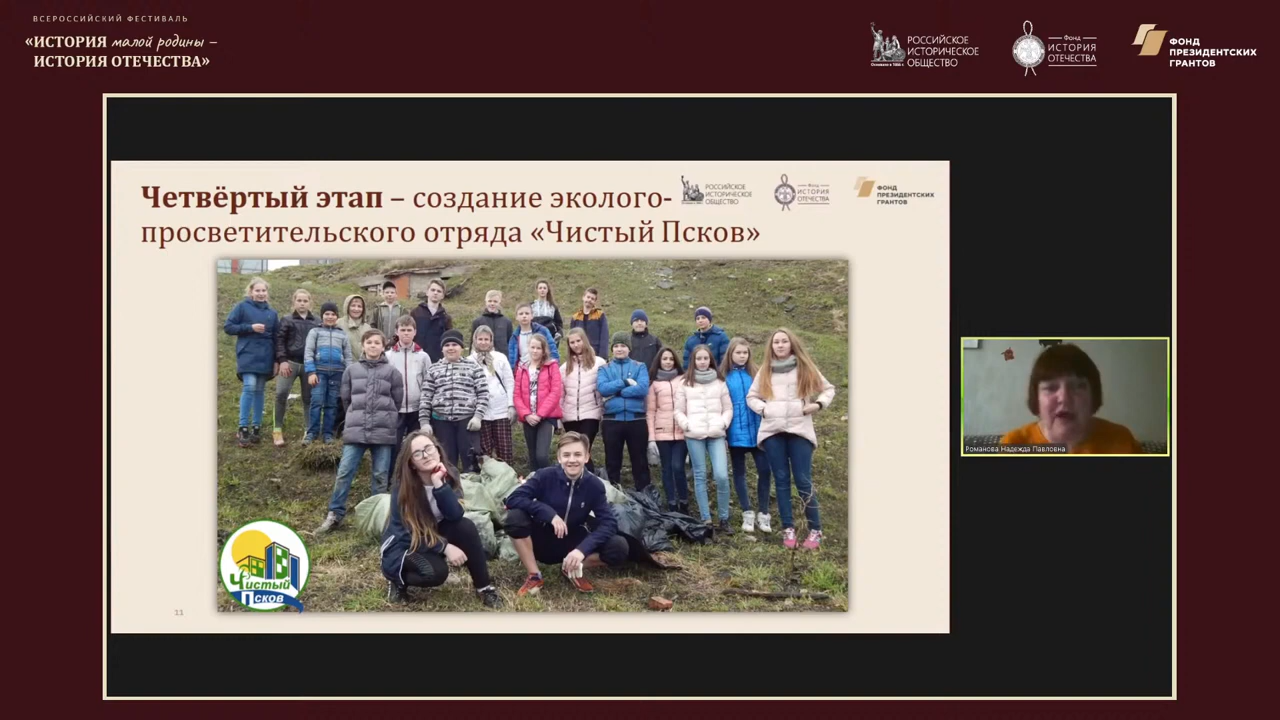 ВСЕРОССИЙСКИЙ ФЕСТИВАЛЬ
«ИСТОРИЯ малой родины –
ИСТОРИЯ ОТЕЧЕСТВА»
РОССИЙСКОЕ
ИСТОРИЧЕСКОЕ
ОБЩЕСТВО
Основано в 1866 г.
Фонд
ИСТОРИЯ
ОТЕЧЕСТВА
ФОНД
ПРЕЗИДЕНТСКИХ
ГРАНТОВ
Четвёртый этап – создание эколого-
просветительского отряда «Чистый Псков»
РОССИЙСКОЕ
ИСТОРИЧЕСКОЕ
ОБЩЕСТВО
Фонд
ИСТОРИЯ
ОТЕЧЕСТВА
ФОНД
ПРЕЗИДЕНТСКИХ
ГРАНТОВ
Чистый
Псков
11
Романова Надежда Павловна